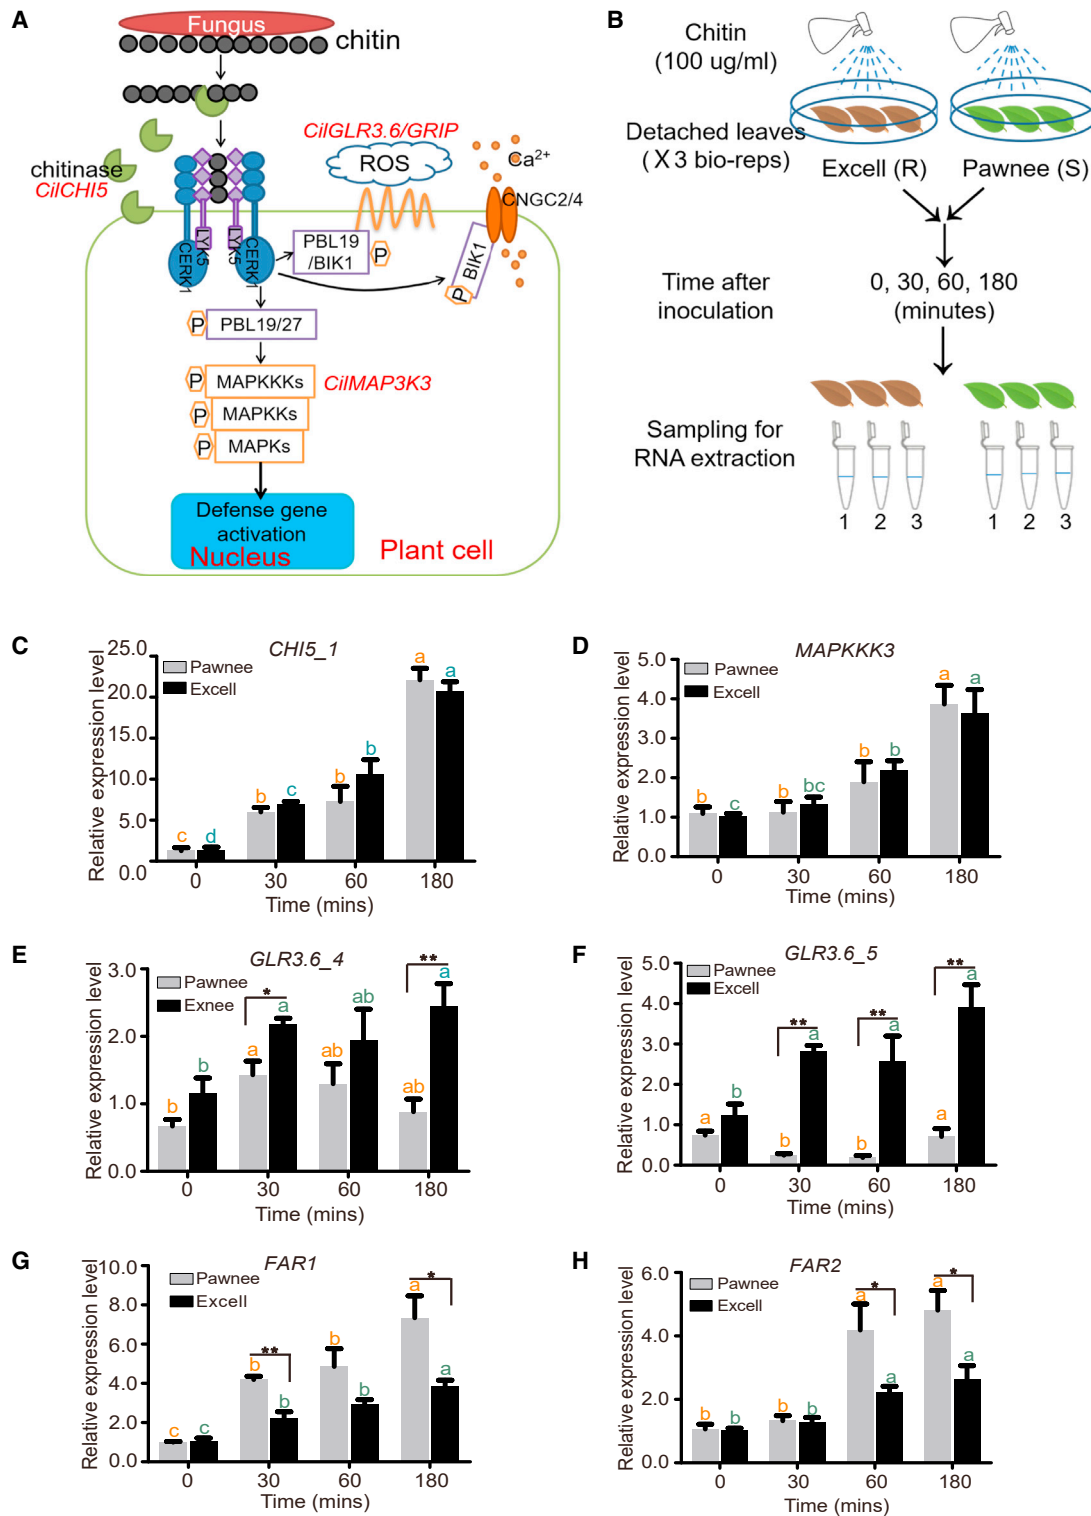 A
Fungus
chitin
chitinase
CilCHI5
CilGLR3.6/GRIP
ROS
Ca²⁺
CNGC2/4
LYK5
LYK5
CERK1
CERK1
PBL19
/BIK1
P
BIK1
P
P
PBL19/27
P
MAPKKKs
CilMAP3K3
P
MAPKKs
P
MAPKs
Defense gene
activation
Nucleus
Plant cell
B
Chitin
(100 ug/ml)
Detached leaves
(X 3 bio-reps)
Excell (R)
Pawnee (S)
Time after
inoculation
0, 30, 60, 180
(minutes)
Sampling for
RNA extraction
1 2 3
1 2 3
C
CHI5_1
Pawnee
Excell
Relative expression level
25.0
20.0
15.0
10.0
5.0
0.0
c d b c b b a a
0 30 60 180
Time (mins)
D
MAPKKK3
Pawnee
Excell
Relative expression level
5.0
4.0
3.0
2.0
1.0
0.0
b c b bc b b a a
0 30 60 180
Time (mins)
E
GLR3.6_4
Pawnee
Exnee
Relative expression level
3.0
2.0
1.0
0.0
* **
b b a a ab ab ab a
0 30 60 180
Time (mins)
F
GLR3.6_5
Pawnee
Excell
Relative expression level
5.0
4.0
3.0
2.0
1.0
0.0
** ** **
a b b a b a a a
0 30 60 180
Time (mins)
G
FAR1
Pawnee
Excell
Relative expression level
10.0
8.0
6.0
4.0
2.0
0.0
** *
c c b b b b a a
0 30 60 180
Time (mins)
H
FAR2
Pawnee
Excell
Relative expression level
6.0
4.0
2.0
0.0
* *
b b b b a a a a
0 30 60 180
Time (mins)